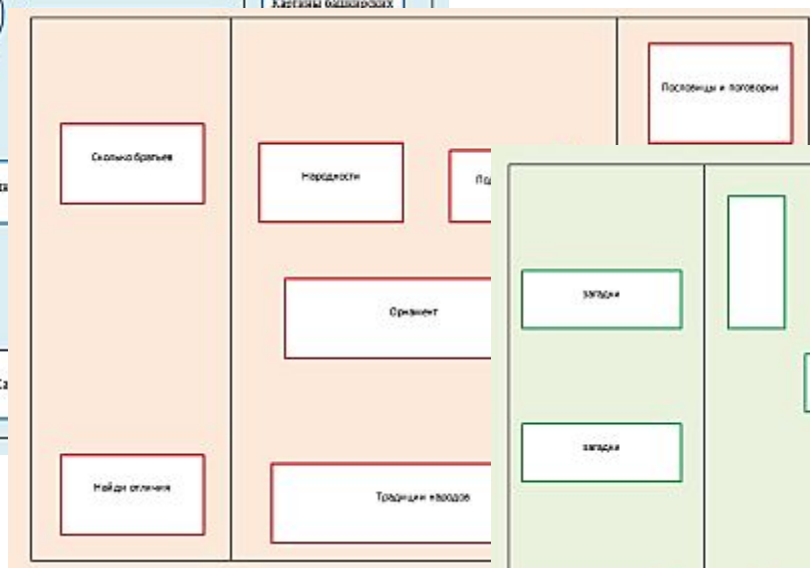 Картины башкирских
Пословицы и поговорки
Сколько братьев
Народности
Орнамент
загадки
загадки
Найди отличия
Традиции народов